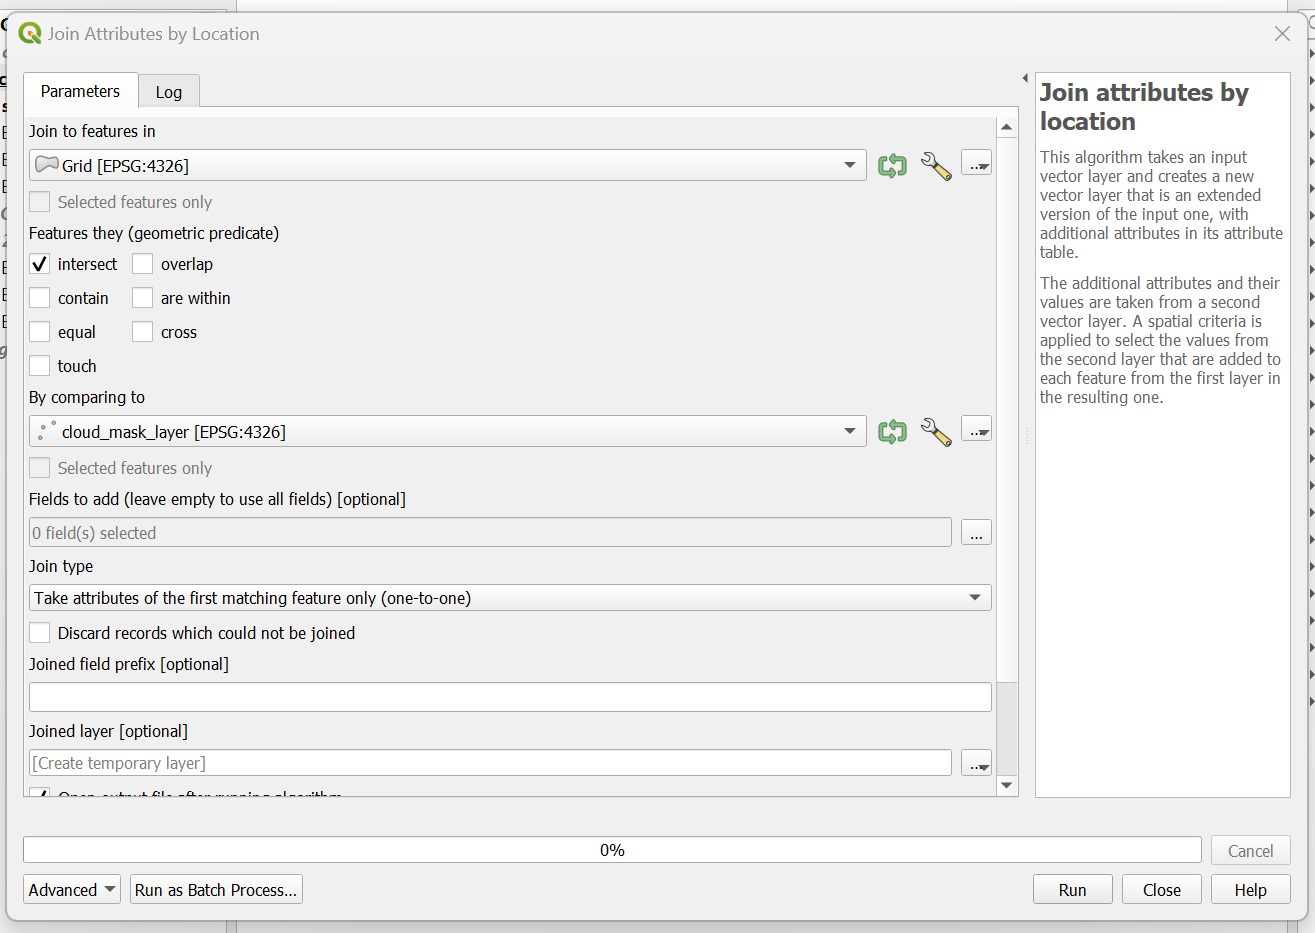 Join Attributes by Location
Parameters
Log
Join to features in
Grid [EPSG:4326]
...
Selected features only
Features they (geometric predicate)
intersect
overlap
contain
are within
equal
cross
touch
By comparing to
cloud_mask_layer [EPSG:4326]
...
Selected features only
Fields to add (leave empty to use all fields) [optional]
0 field(s) selected
...
Join type
Take attributes of the first matching feature only (one-to-one)
Discard records which could not be joined
Joined field prefix [optional]
Joined layer [optional]
[Create temporary layer]
...
Open output file after running algorithm
Join attributes by
location
This algorithm takes an input
vector layer and creates a new
vector layer that is an extended
version of the input one, with
additional attributes in its attribute
table.
The additional attributes and their
values are taken from a second
vector layer. A spatial criteria is
applied to select the values from
the second layer that are added to
each feature from the first layer in
the resulting one.
0%
Cancel
Advanced
Run as Batch Process...
Run
Close
Help